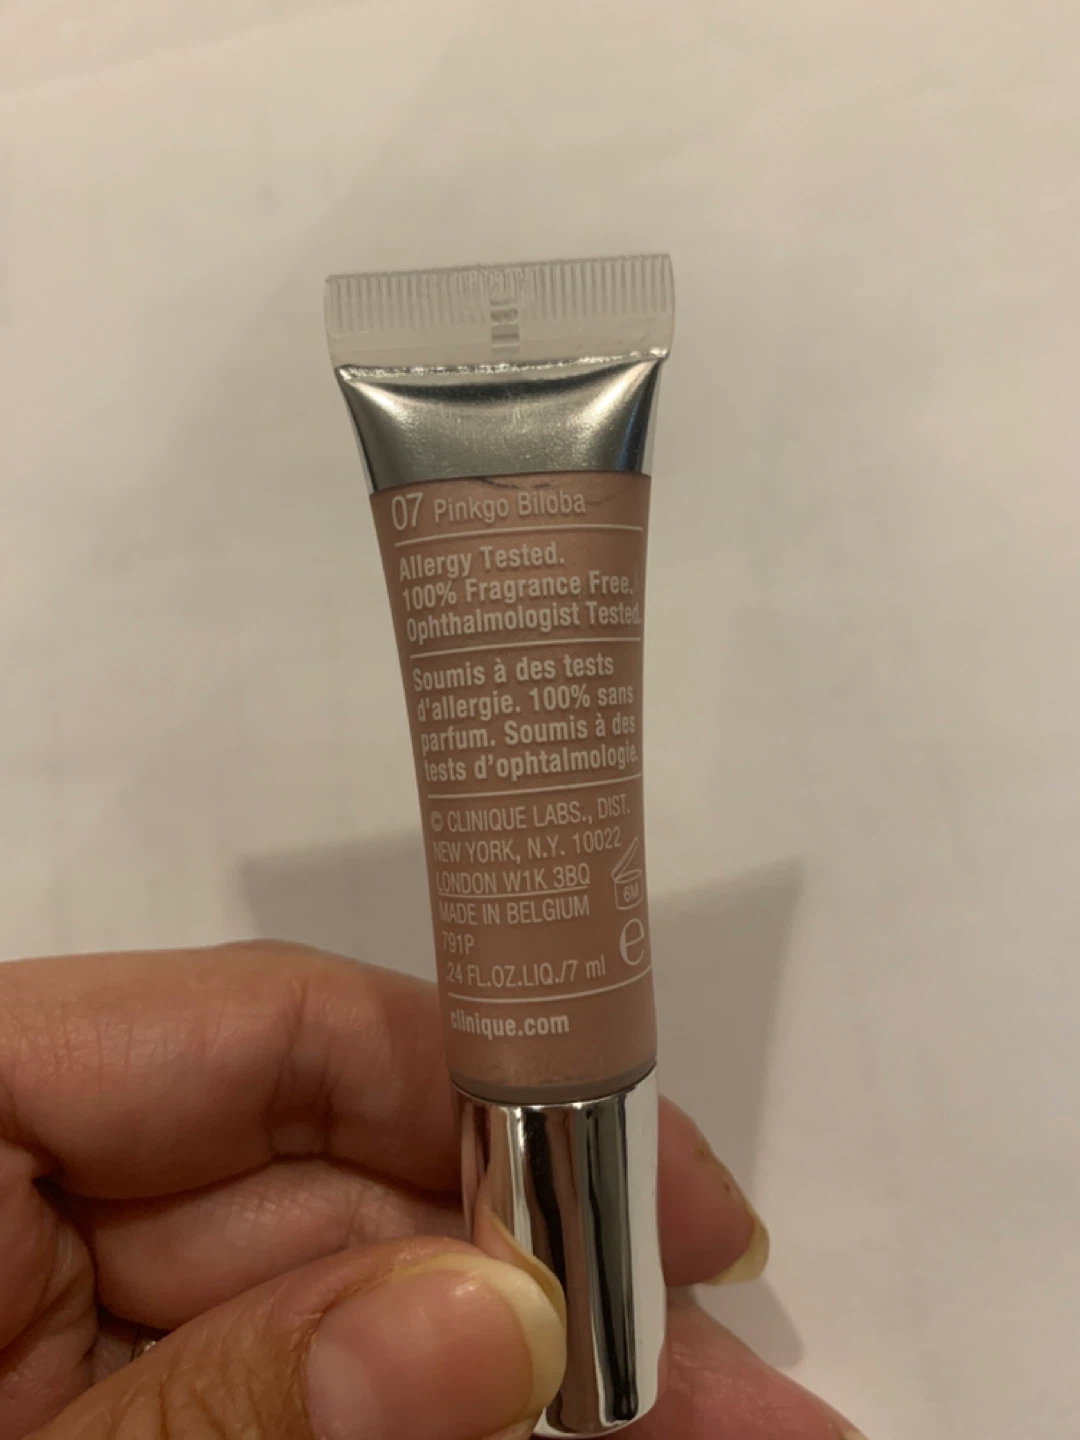 07 Pinkgo Biloba
Allergy Tested.
100% Fragrance Free.
Ophthalmologist Tested.
Soumis à des tests
d'allergie. 100% sans
parfum. Soumis à des
tests d'ophtalmologie.
© CLINIQUE LABS., DIST.
NEW YORK, N.Y. 10022
LONDON W1K 3BQ
MADE IN BELGIUM
6M
791P
.24 FL.OZ.LIQ./7 ml e
clinique.com